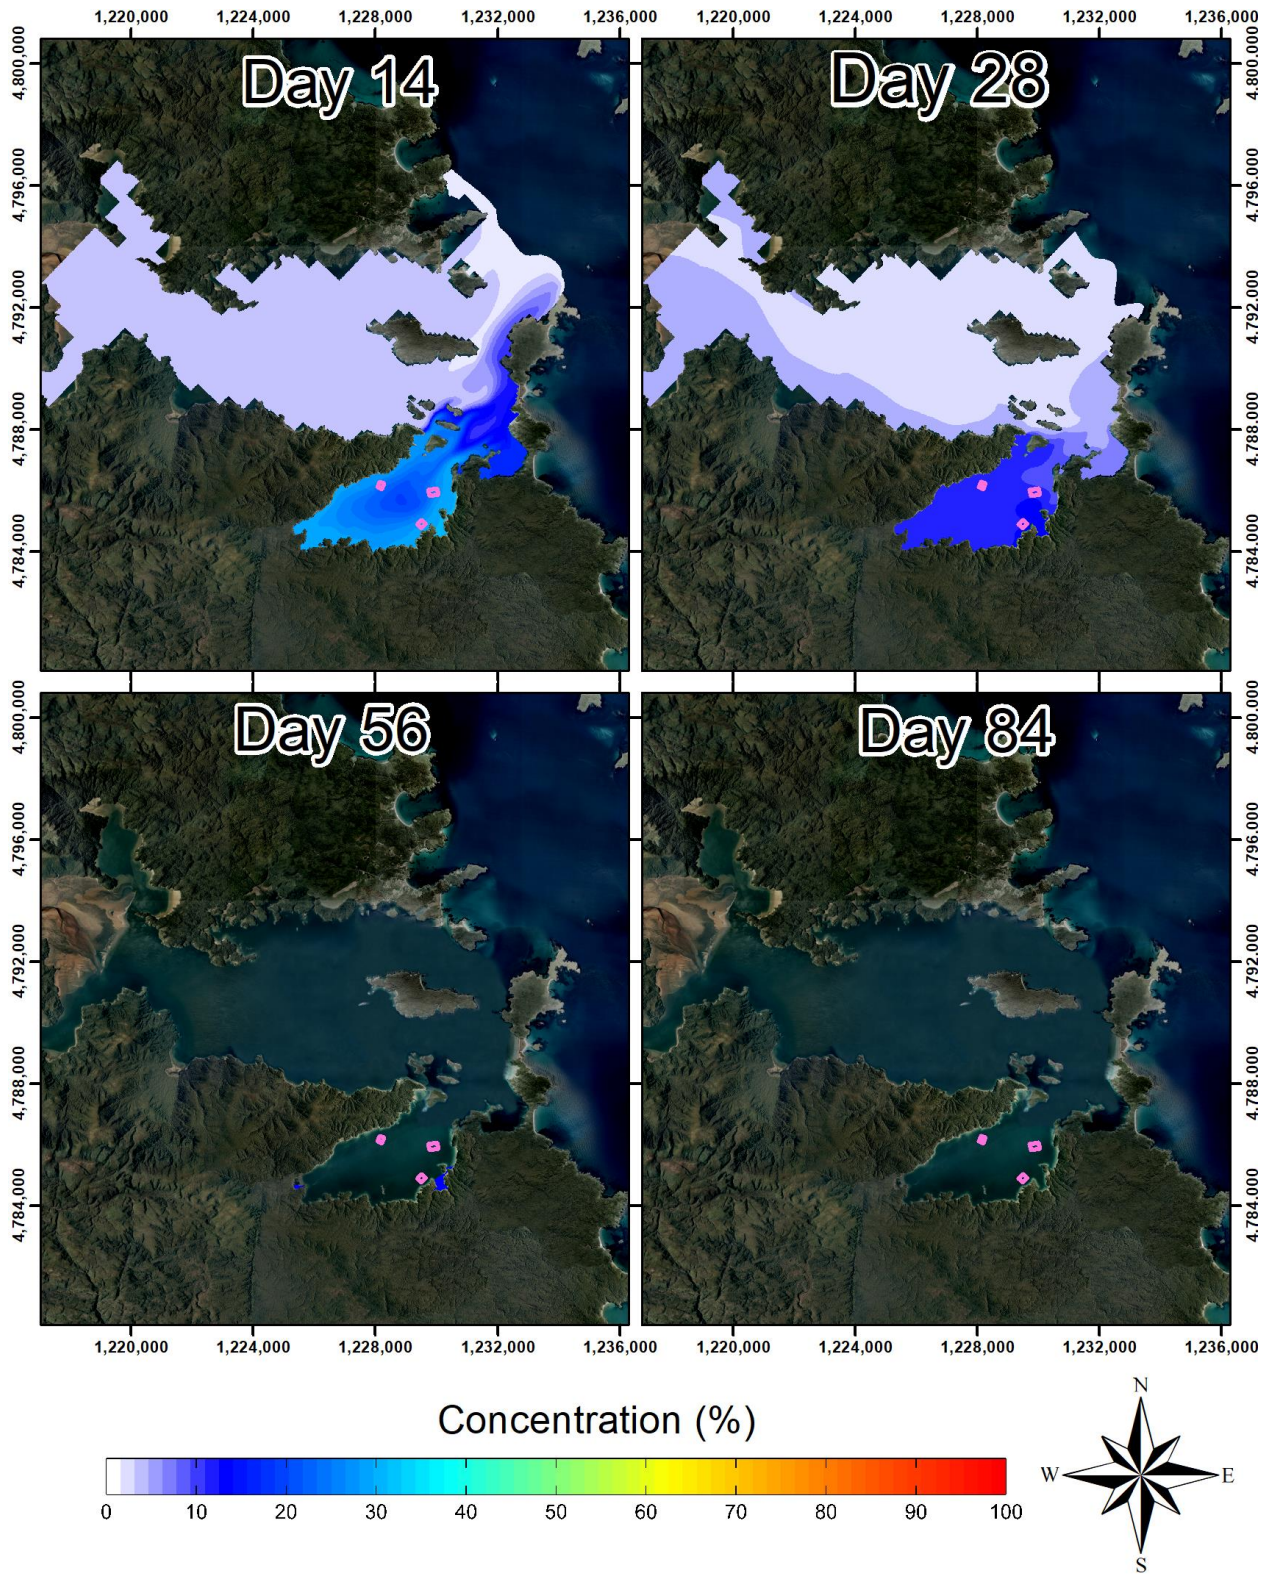 1,220,000 1,224,000 1,228,000 1,232,000 1,236,000 1,220,000 1,224,000 1,228,000 1,232,000 1,236,000
Day 14 Day 28
4,800,000 4,800,000
4,796,000 4,796,000
4,792,000 4,792,000
4,788,000 4,788,000
4,784,000 4,784,000
Day 56 Day 84
4,800,000 4,800,000
4,796,000 4,796,000
4,792,000 4,792,000
4,788,000 4,788,000
4,784,000 4,784,000
1,220,000 1,224,000 1,228,000 1,232,000 1,236,000 1,220,000 1,224,000 1,228,000 1,232,000 1,236,000
Concentration (%)
0 10 20 30 40 50 60 70 80 90 100
N
W E
S